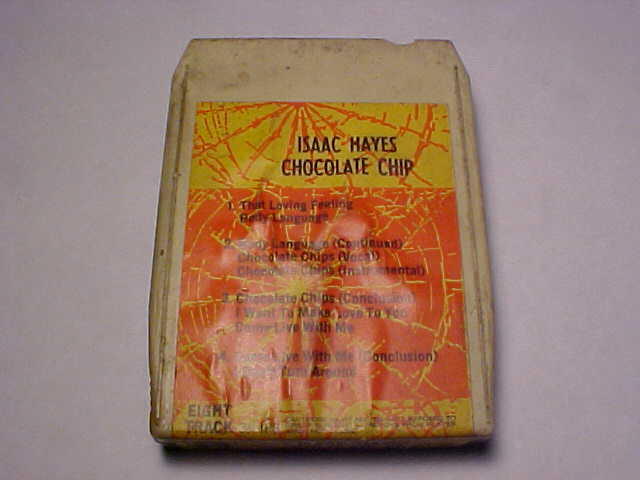 ISAAC HAYES
CHOCOLATE CHIP
1. That Loving Feeling
Body Language
2. Body Language (Continued)
Chocolate Chips (Vocal)
Chocolate Chips (Instrumental)
3. Chocolate Chips (Conclusion)
I Want To Make Love To You
Come Live With Me
4. Come Live With Me (Conclusion)
Turn Around
EIGHT
TRACK